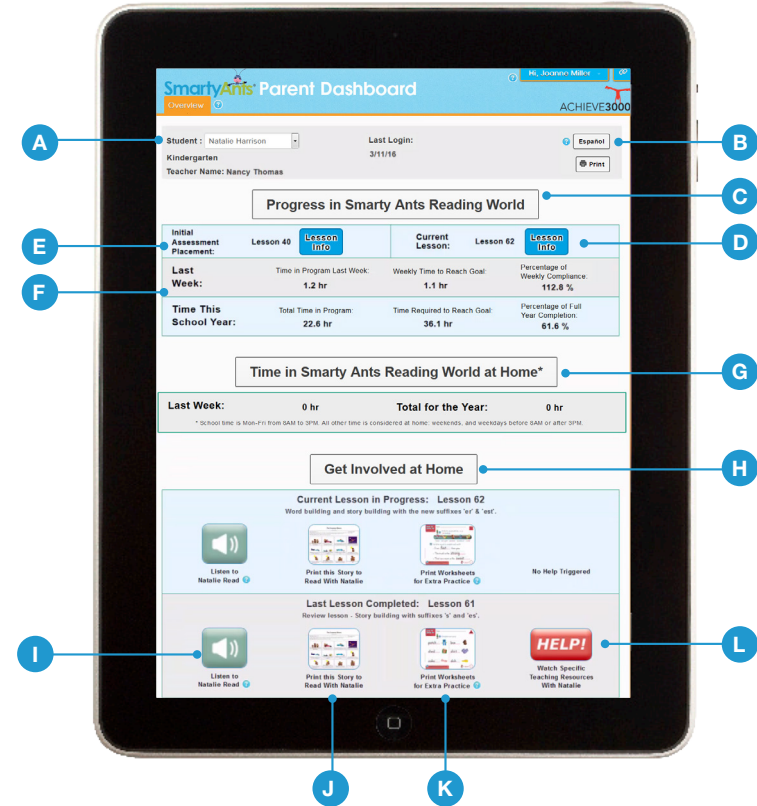 Hi, Joanne Miller
SmartyAnts Parent Dashboard
Overview ?
ACHIEVE3000
A
Student : Natalie Harrison
Last Login:
? Español
B
Kindergarten
3/11/16
Print
Teacher Name: Nancy Thomas
C
Progress in Smarty Ants Reading World
E
Initial Assessment Placement:
Lesson 40
Lesson Info
Current Lesson:
Lesson 62
Lesson Info
D
F
Last Week:
Time in Program Last Week:
1.2 hr
Weekly Time to Reach Goal:
1.1 hr
Percentage of Weekly Compliance:
112.8 %
Time This School Year:
Total Time in Program:
22.6 hr
Time Required to Reach Goal:
36.1 hr
Percentage of Full Year Completion:
61.6 %
Time in Smarty Ants Reading World at Home*
G
Last Week:
0 hr
Total for the Year:
0 hr
* School time is Mon-Fri from 6AM to 3PM. All other time is considered at home: weekends, and weekdays before 6AM or after 3PM.
Get Involved at Home
H
Current Lesson in Progress: Lesson 62
Word building and story building with the new suffixes 'er' & 'est'.
Listen to
Natalie Read ?
Print this Story to
Read With Natalie
Print Worksheets
for Extra Practice ?
No Help Triggered
Last Lesson Completed: Lesson 61
Review lesson - Story building with suffixes 's' and 'es'.
I
Listen to
Natalie Read ?
Print this Story to
Read With Natalie
Print Worksheets
for Extra Practice ?
HELP!
Watch Specific
Teaching Resources
With Natalie
L
J
K